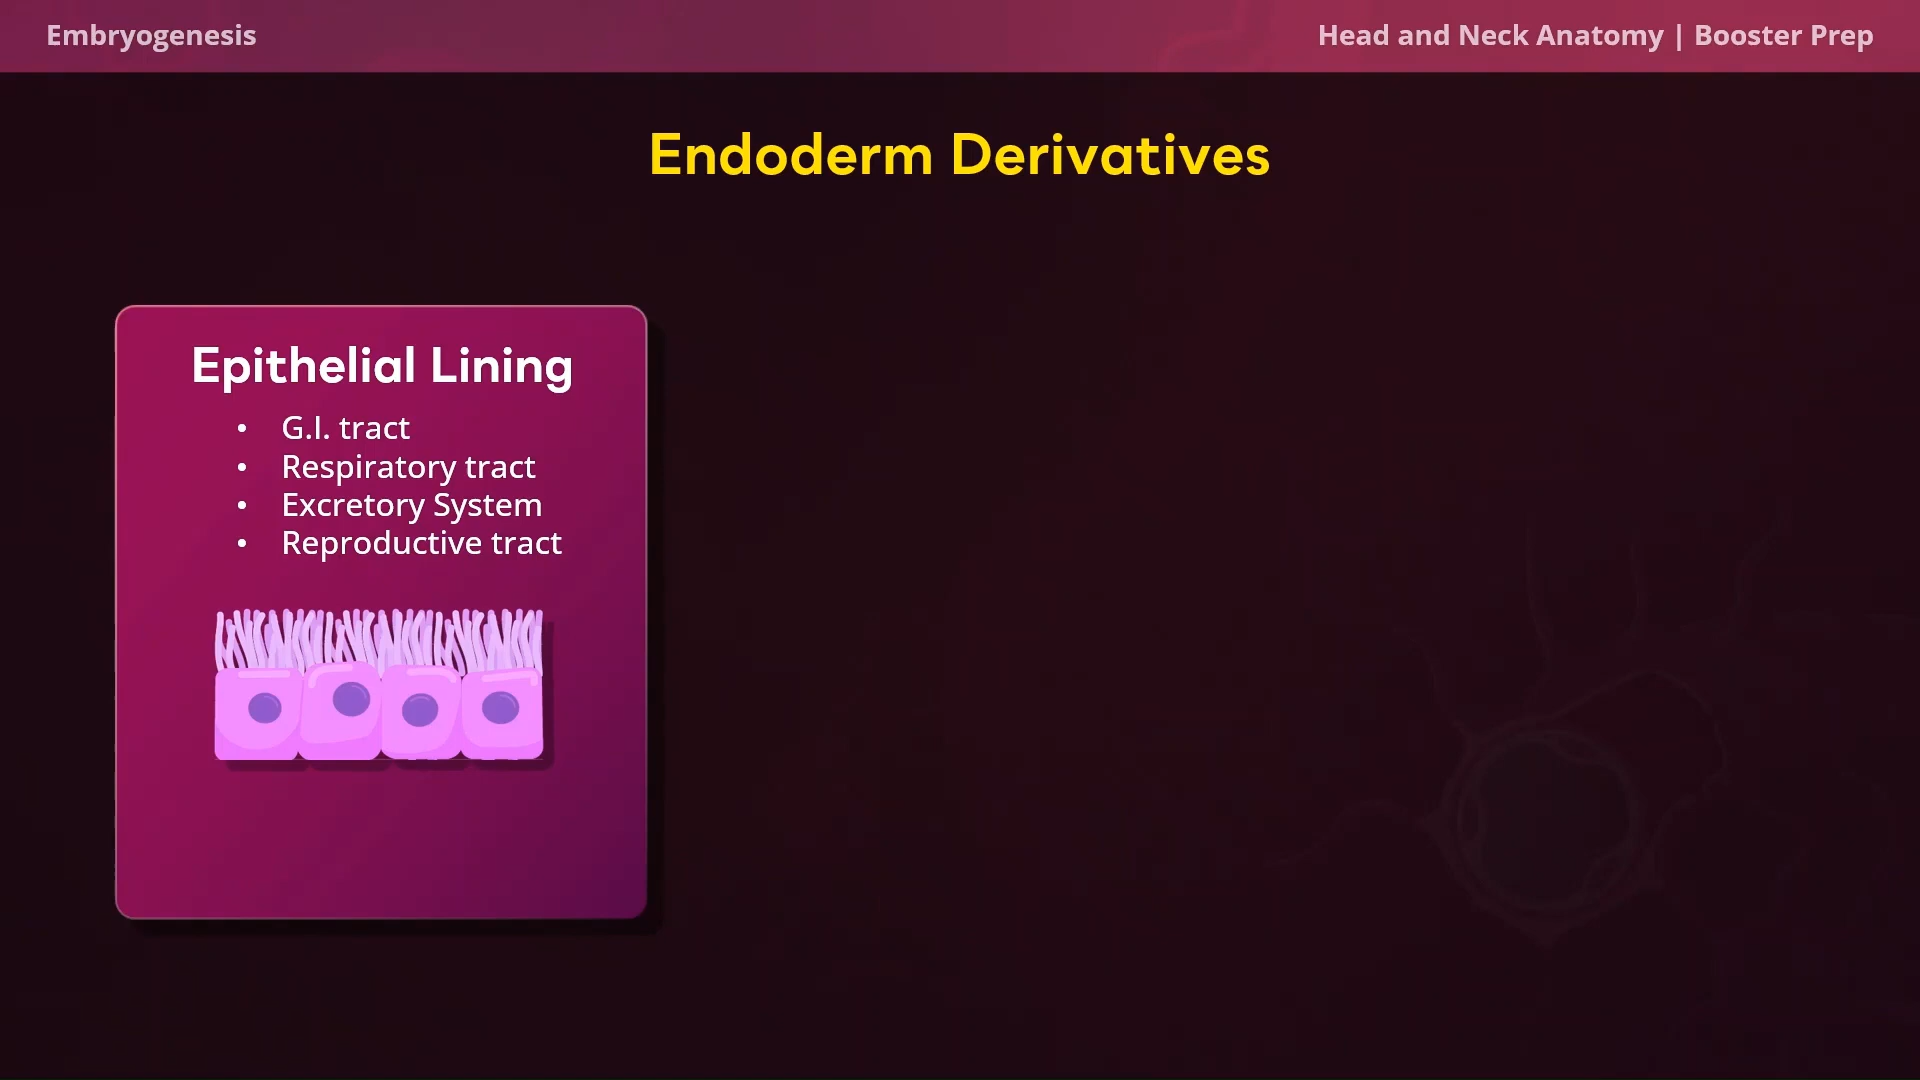 Embryogenesis
Head and Neck Anatomy | Booster Prep
Endoderm Derivatives
Epithelial Lining
• G.I. tract
• Respiratory tract
• Excretory System
• Reproductive tract